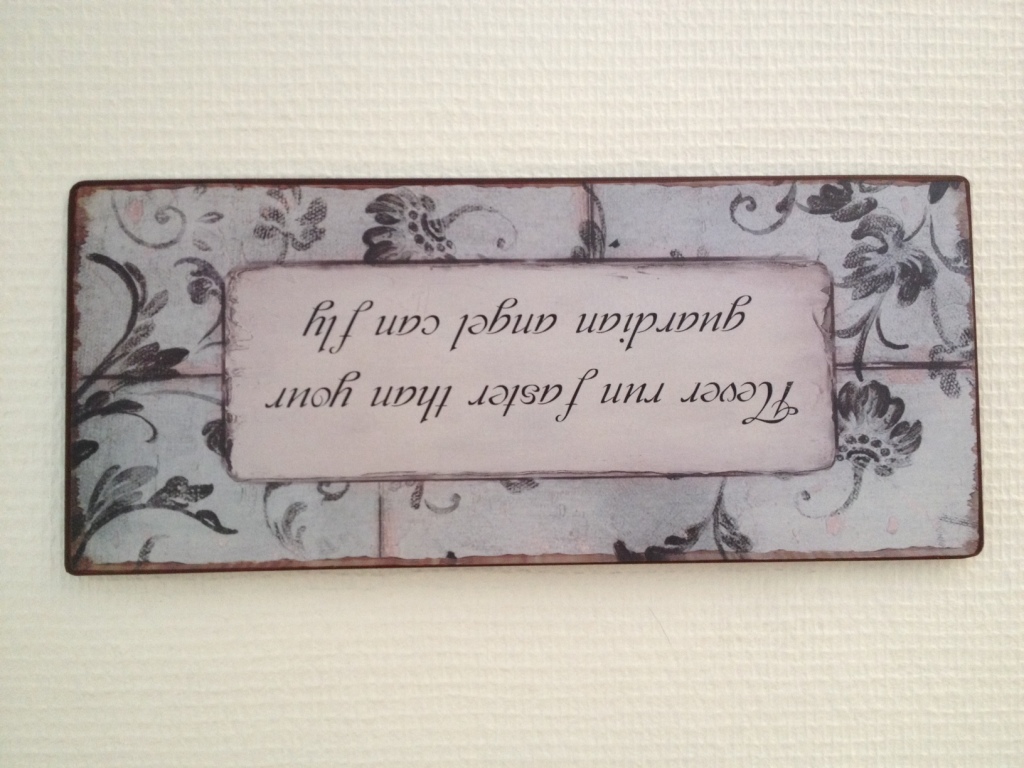 Never run faster than your
guardian angel can fly